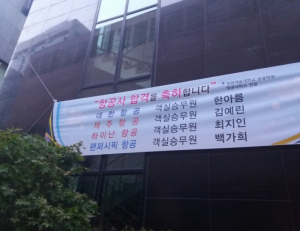 "항공사 합격을 축하합니다"
대한항공 객실승무원 한아름
제주항공 객실승무원 김예린
하이난항공 객실승무원 최지인
팬퍼시픽항공 객실승무원 백가희